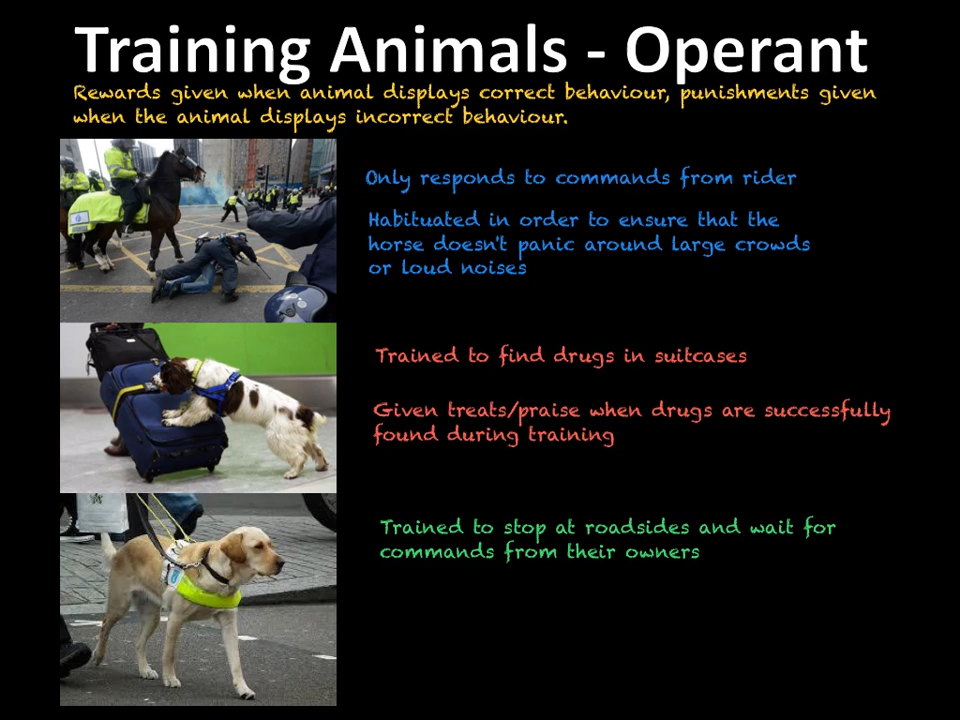 Training Animals - Operant
Rewards given when animal displays correct behaviour, punishments given
when the animal displays incorrect behaviour.
Only responds to commands from rider
Habituated in order to ensure that the
horse doesn't panic around large crowds
or loud noises
Trained to find drugs in suitcases
Given treats/praise when drugs are successfully
found during training
Trained to stop at roadsides and wait for
commands from their owners